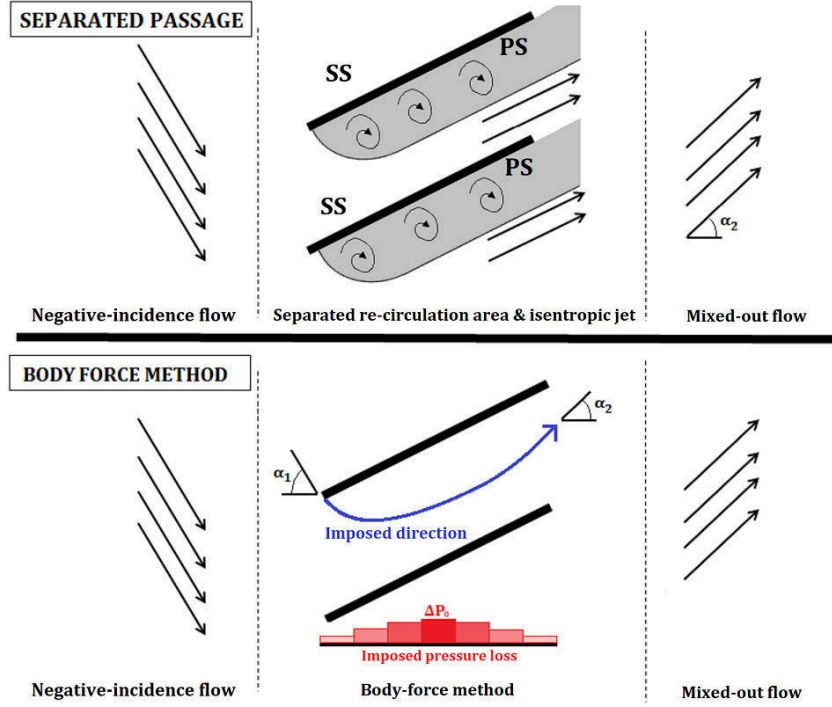 SEPARATED PASSAGE
SS
PS
SS
PS
α₂
Negative-incidence flow
Separated re-circulation area & isentropic jet
Mixed-out flow
BODY FORCE METHOD
α₂
α₁
Imposed direction
ΔP₀
Imposed pressure loss
Negative-incidence flow
Body-force method
Mixed-out flow